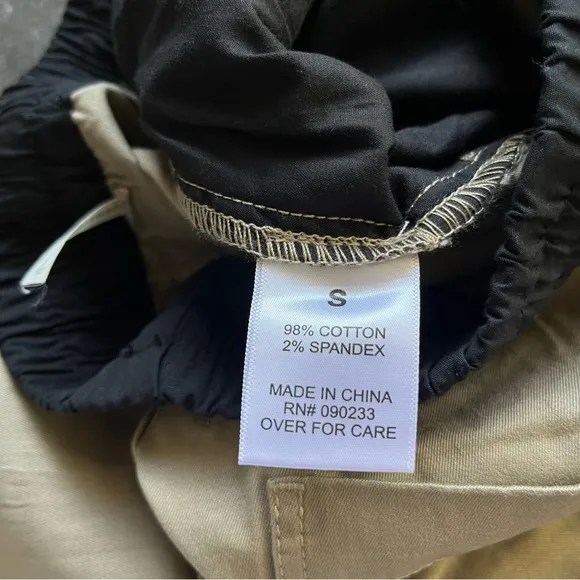 S
98% COTTON
2% SPANDEX
MADE IN CHINA
RN# 090233
OVER FOR CARE